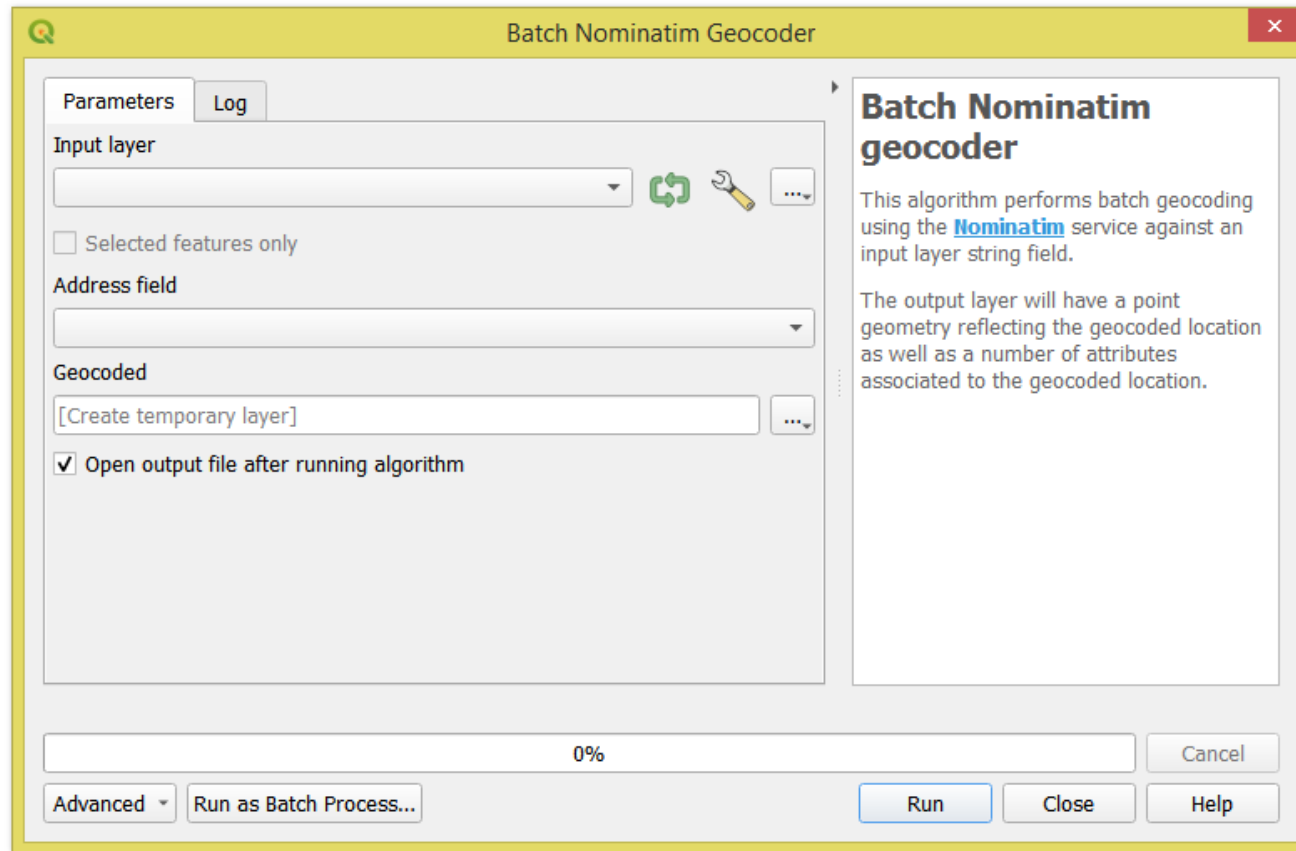 Batch Nominatim Geocoder
Parameters
Log
Input layer
...
Selected features only
Address field
Geocoded
[Create temporary layer]
...
Open output file after running algorithm
Batch Nominatim
geocoder
This algorithm performs batch geocoding
using the Nominatim service against an
input layer string field.
The output layer will have a point
geometry reflecting the geocoded location
as well as a number of attributes
associated to the geocoded location.
0%
Cancel
Advanced
Run as Batch Process...
Run
Close
Help